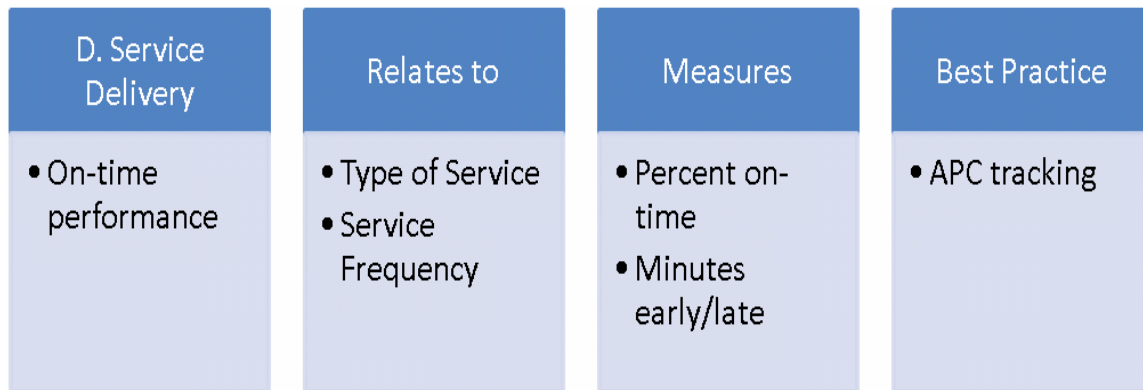 D. Service
Delivery
• On-time
performance
Relates to
• Type of Service
• Service
Frequency
Measures
• Percent on-
time
• Minutes
early/late
Best Practice
• APC tracking